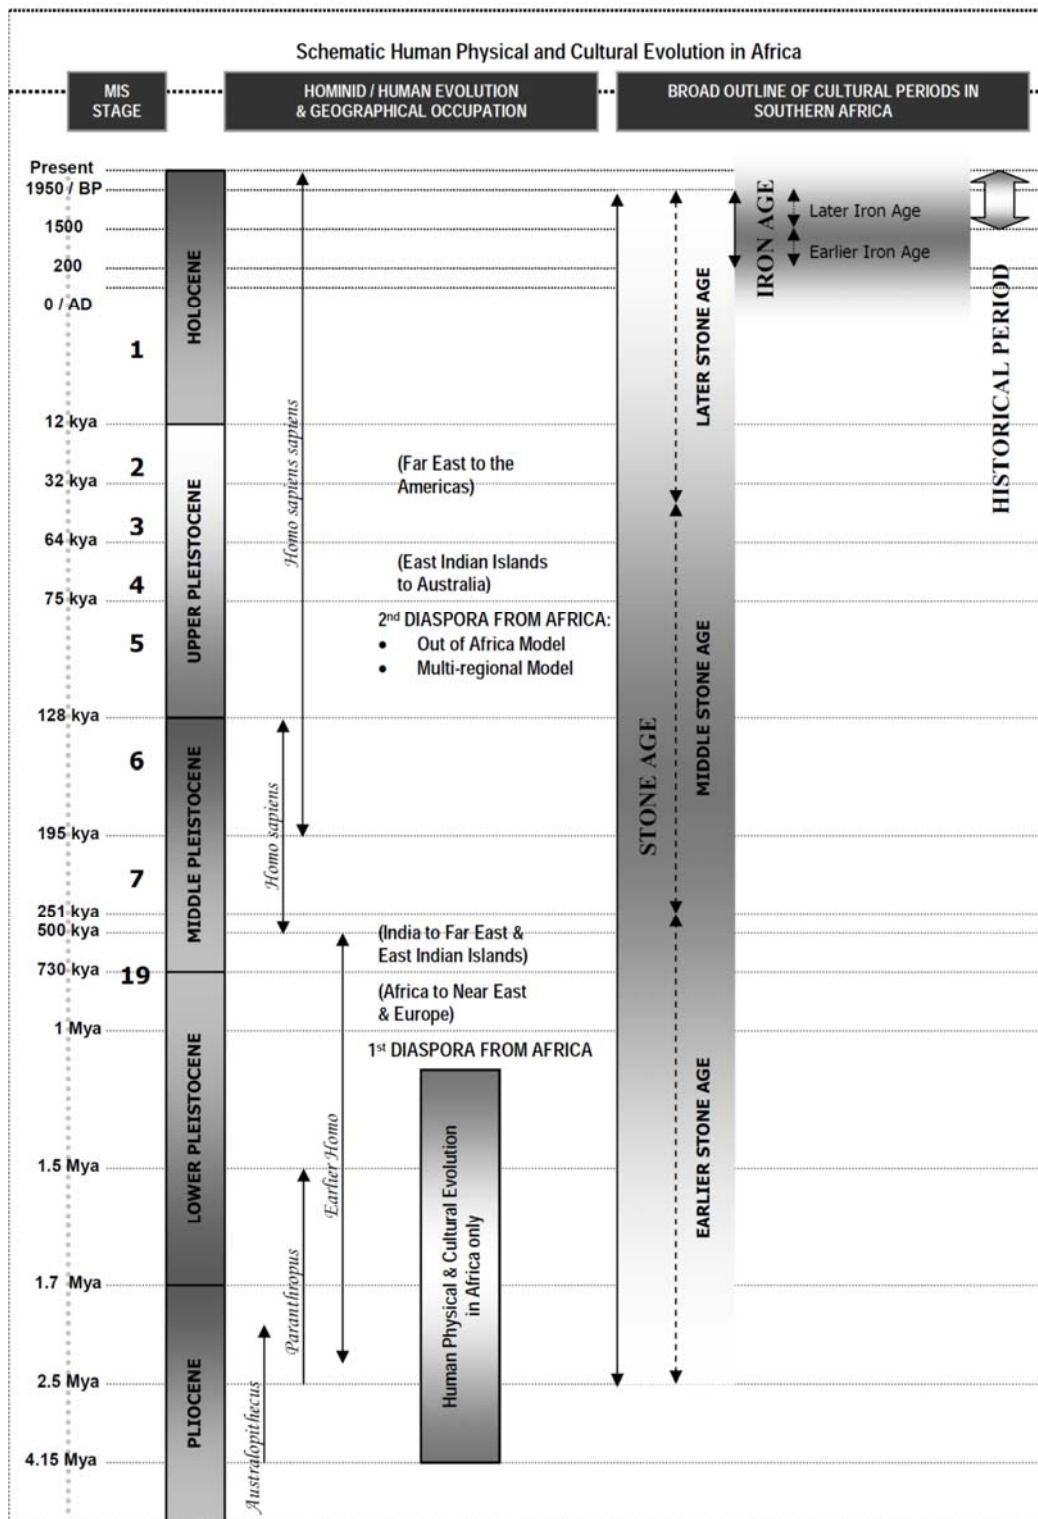 Schematic Human Physical and Cultural Evolution in Africa
MIS
STAGE
HOMINID / HUMAN EVOLUTION
& GEOGRAPHICAL OCCUPATION
BROAD OUTLINE OF CULTURAL PERIODS IN
SOUTHERN AFRICA
Present
1950 / BP
1500
200
0 / AD
12 kya
32 kya
64 kya
75 kya
128 kya
195 kya
251 kya
500 kya
730 kya
1 Mya
1.5 Mya
1.7 Mya
2.5 Mya
4.15 Mya
1
2
3
4
5
6
7
19
HOLOCENE
UPPER PLEISTOCENE
MIDDLE PLEISTOCENE
LOWER PLEISTOCENE
PLIOCENE
Homo sapiens sapiens
Homo sapiens
Earlier Homo
Paranthropus
Australopithecus
(Far East to the
Americas)
(East Indian Islands
to Australia)
2nd DIASPORA FROM AFRICA:
• Out of Africa Model
• Multi-regional Model
(India to Far East &
East Indian Islands)
(Africa to Near East
& Europe)
1st DIASPORA FROM AFRICA
Human Physical & Cultural Evolution
in Africa only
STONE AGE
LATER STONE AGE
MIDDLE STONE AGE
EARLIER STONE AGE
IRON AGE
Later Iron Age
Earlier Iron Age
HISTORICAL PERIOD